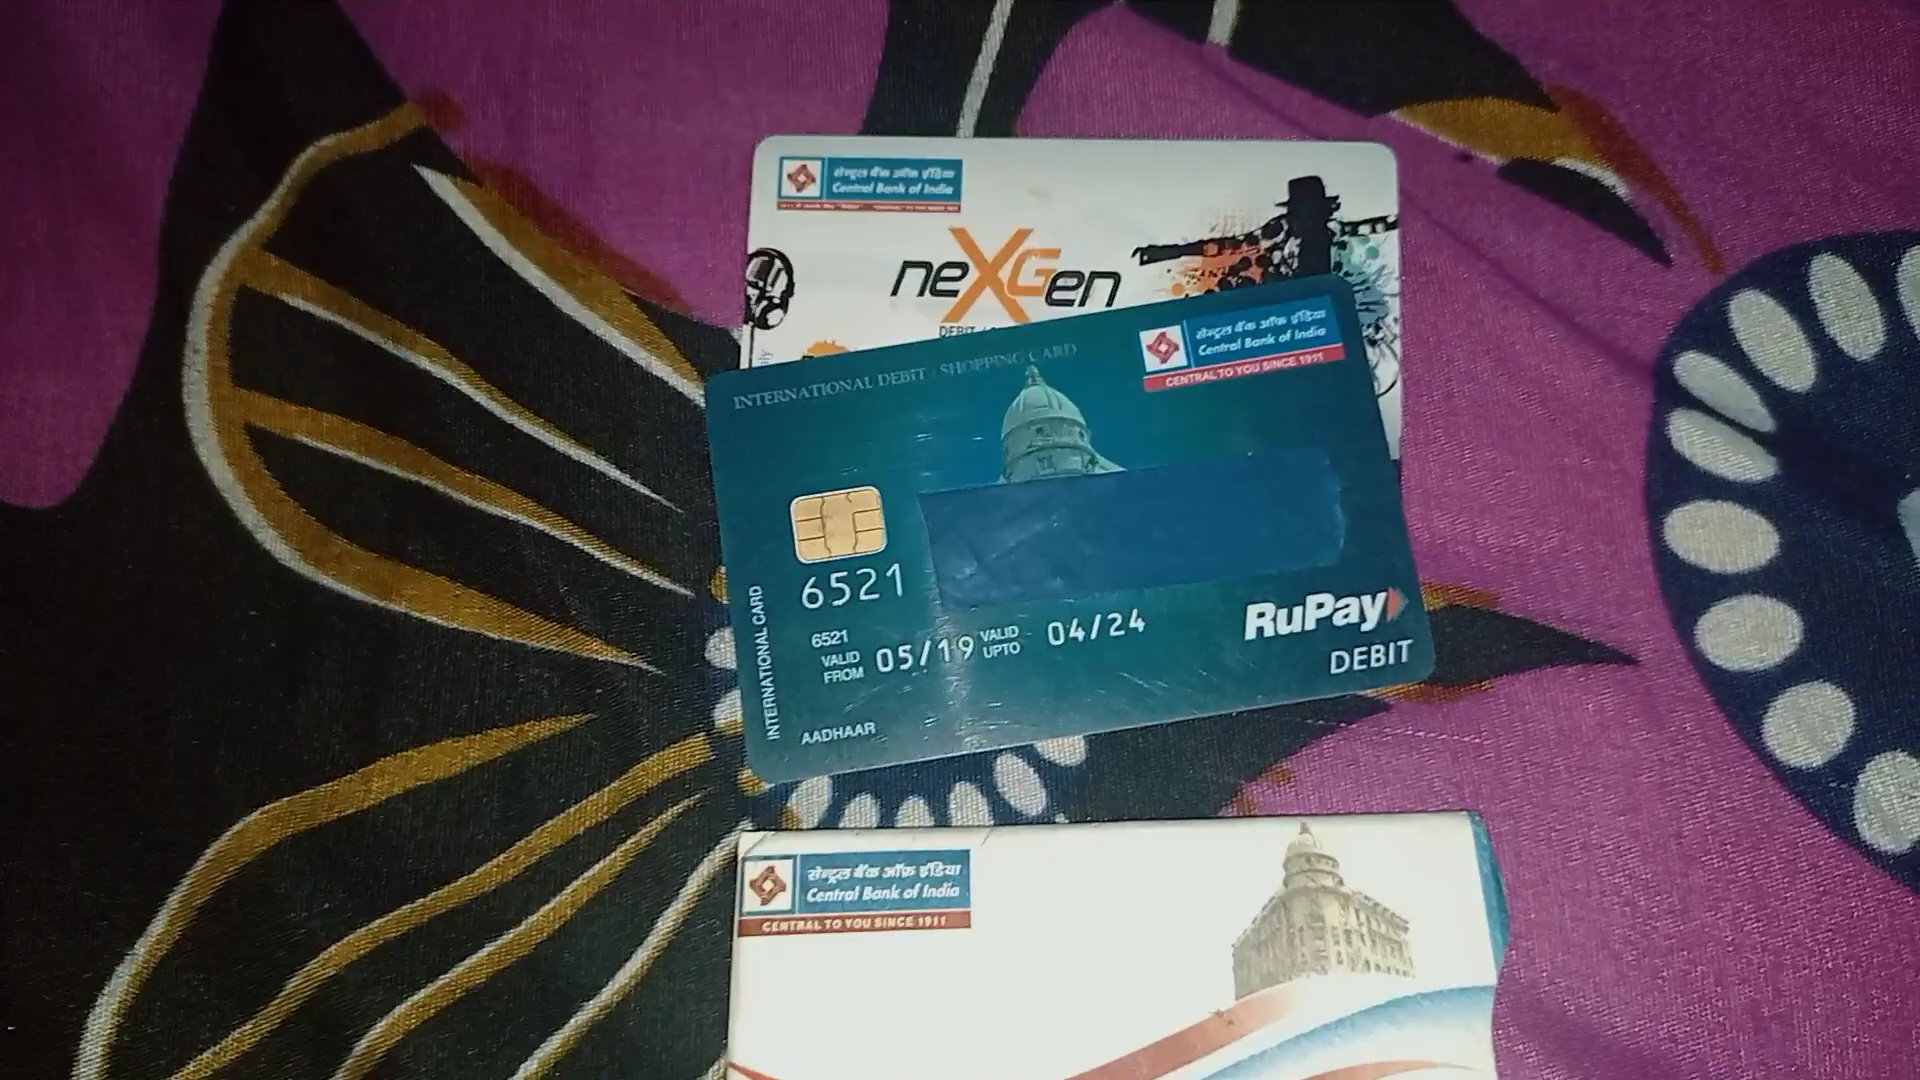 सेन्ट्रल बैंक ऑफ इंडिया
Central Bank of India
neXGen
DEBIT
INTERNATIONAL DEBIT / SHOPPING CARD
सेन्ट्रल बैंक ऑफ़ इंडिया
Central Bank of India
CENTRAL TO YOU SINCE 1911
6521
6521
VALID FROM 05/19 VALID UPTO 04/24
RuPay
DEBIT
INTERNATIONAL CARD
AADHAAR
सेन्ट्रल बैंक ऑफ़ इंडिया
Central Bank of India
CENTRAL TO YOU SINCE 1911